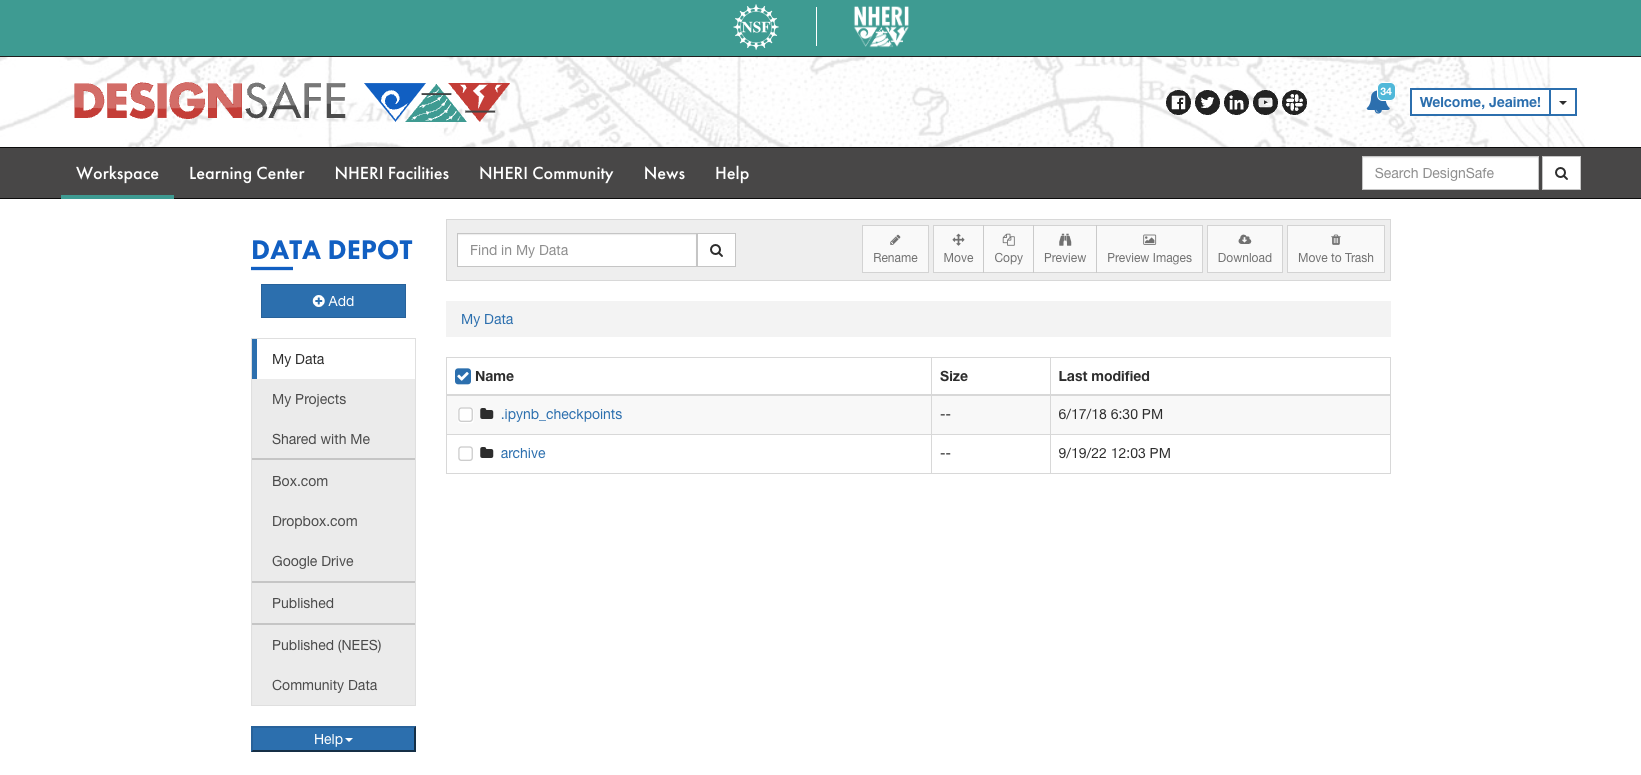 NSF NHERI
DESIGNSAFE
34
Welcome, Jeaime!
Workspace Learning Center NHERI Facilities NHERI Community News Help Search DesignSafe
DATA DEPOT
Add
My Data
My Projects
Shared with Me
Box.com
Dropbox.com
Google Drive
Published
Published (NEES)
Community Data
Help
Find in My Data Rename Move Copy Preview Preview Images Download Move to Trash
My Data
Name Size Last modified
.ipynb_checkpoints -- 6/17/18 6:30 PM
archive -- 9/19/22 12:03 PM